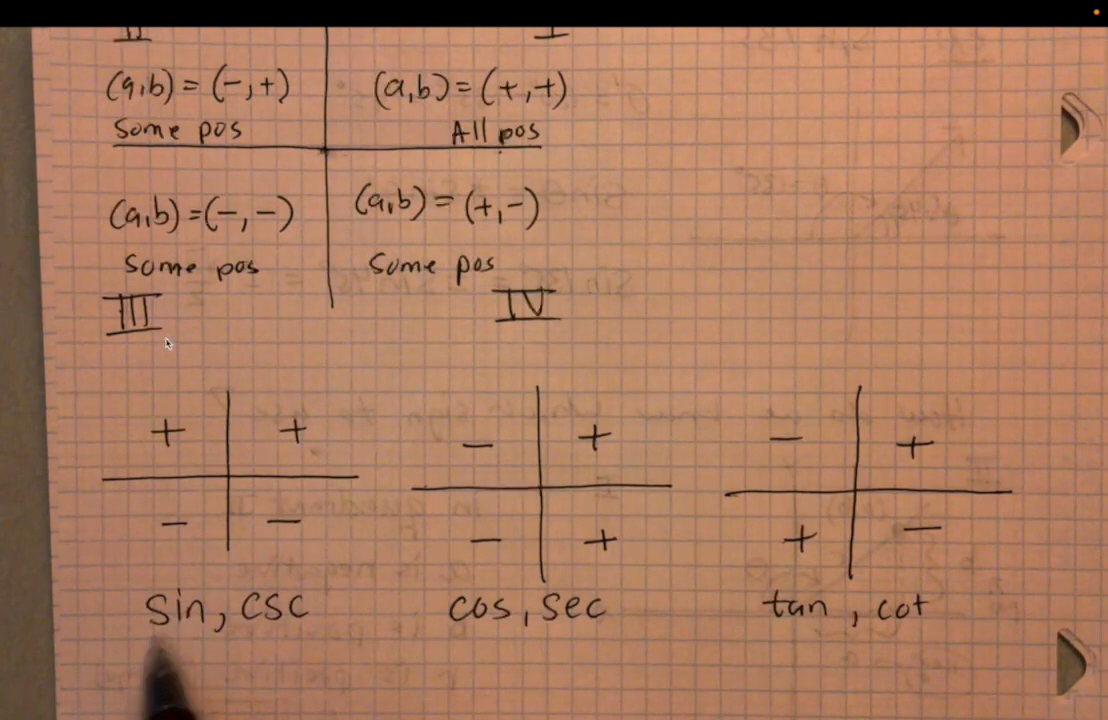 II I
(a,b) = (-,+) (a,b) = (+,+)
Some pos All pos
(a,b) = (-,-) (a,b) = (+,-)
Some pos Some pos
III IV
+ + - + - +
- - - + + -
sin, csc cos, sec tan, cot